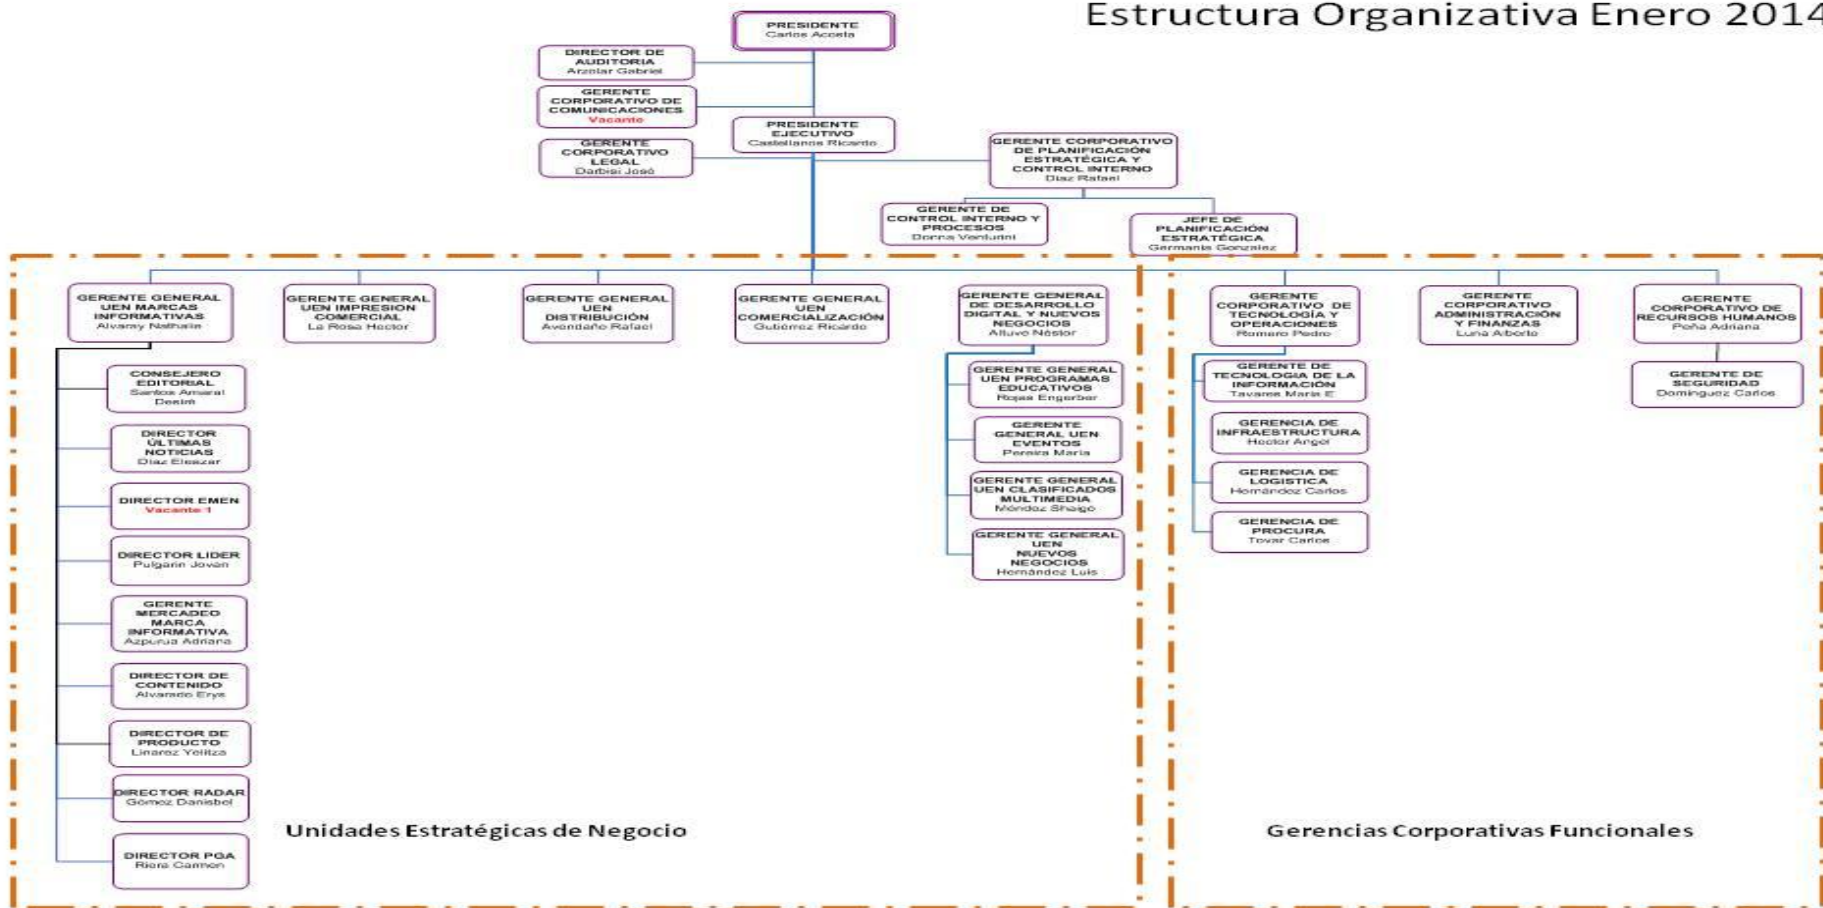 Estructura Organizativa Enero 2014
PRESIDENTE
Carlos Acosta
DIRECTOR DE
AUDITORIA
Arzolar Gabriel
GERENTE
CORPORATIVO DE
COMUNICACIONES
Vacante
PRESIDENTE
EJECUTIVO
Castellanos Ricardo
GERENTE
CORPORATIVO
LEGAL
Darbisi José
GERENTE CORPORATIVO
DE PLANIFICACIÓN
ESTRATÉGICA Y
CONTROL INTERNO
Diaz Rafael
GERENTE DE
CONTROL INTERNO Y
PROCESOS
Donna Venturini
JEFE DE
PLANIFICACIÓN
ESTRATÉGICA
Germania Gonzalez
GERENTE GENERAL
UEN MARCAS
INFORMATIVAS
Alvaray Nathalie
GERENTE GENERAL
UEN IMPRESION
COMERCIAL
La Rosa Hector
GERENTE GENERAL
UEN
DISTRIBUCIÓN
Avendaño Rafael
GERENTE GENERAL
UEN
COMERCIALIZACIÓN
Gutiérrez Ricardo
GERENTE GENERAL
DE DESARROLLO
DIGITAL Y NUEVOS
NEGOCIOS
Altuve Néstor
GERENTE
CORPORATIVO DE
TECNOLOGÍA Y
OPERACIONES
Romero Pedro
GERENTE
CORPORATIVO
ADMINISTRACIÓN
Y FINANZAS
Luna Alberto
GERENTE
CORPORATIVO DE
RECURSOS HUMANOS
Peña Adriana
CONSEJERO
EDITORIAL
Santos Amaral
Desiré
DIRECTOR
ÚLTIMAS
NOTICIAS
Díaz Eleazar
DIRECTOR EMEN
Vacante 1
DIRECTOR LIDER
Pulgarin Jovan
GERENTE
MERCADEO
MARCA
INFORMATIVA
Azpurua Adriana
DIRECTOR DE
CONTENIDO
Alvarado Erys
DIRECTOR DE
PRODUCTO
Linarez Yelitza
DIRECTOR RADAR
Gómez Danisbel
DIRECTOR PGA
Riera Carmen
GERENTE GENERAL
UEN PROGRAMAS
EDUCATIVOS
Rojas Engerber
GERENTE
GENERAL UEN
EVENTOS
Pereira María
GERENTE GENERAL
UEN CLASIFICADOS
MULTIMEDIA
Méndez Shaigo
GERENTE GENERAL
UEN
NUEVOS
NEGOCIOS
Hernández Luis
GERENTE DE
TECNOLOGIA DE LA
INFORMACIÓN
Tavares Maria E
GERENCIA DE
INFRAESTRUCTURA
Hector Angel
GERENCIA DE
LOGISTICA
Hernández Carlos
GERENCIA DE
PROCURA
Tovar Carlos
GERENTE DE
SEGURIDAD
Dominguez Carlos
Unidades Estratégicas de Negocio
Gerencias Corporativas Funcionales